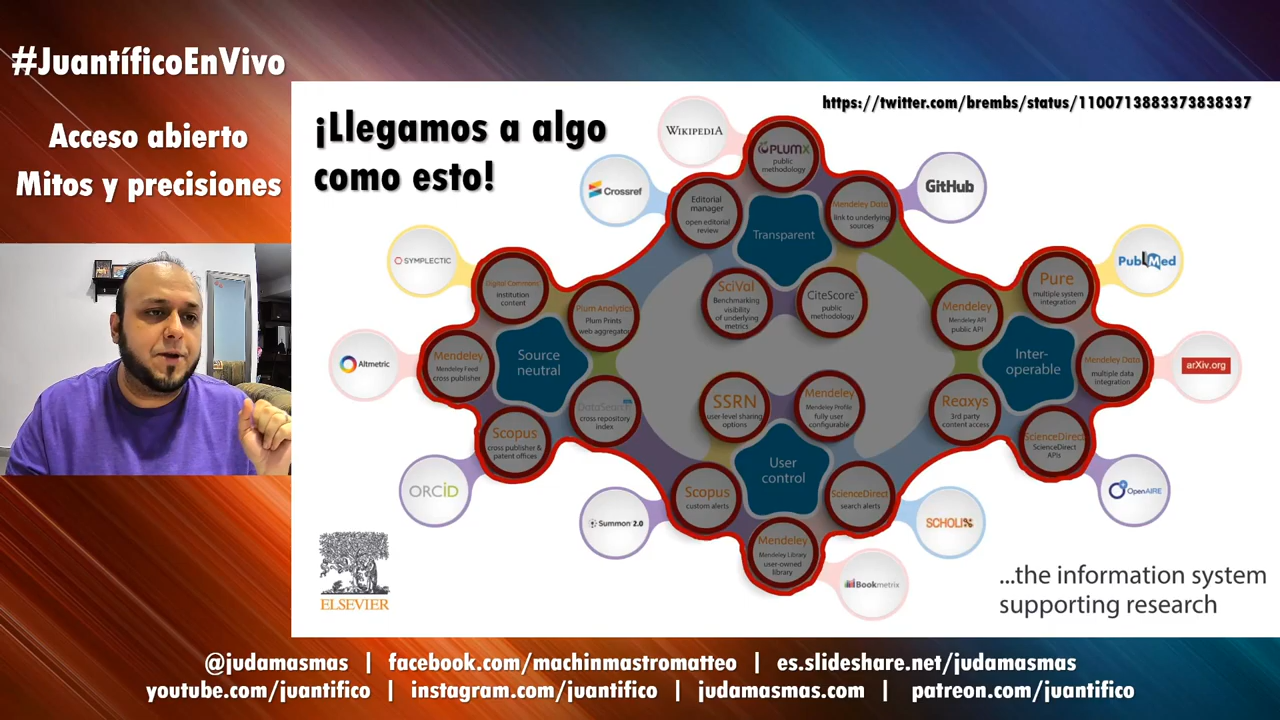 #JuantíficoEnVivo
Acceso abierto
Mitos y precisiones
¡Llegamos a algo
como esto!
https://twitter.com/brembs/status/1100713883373838337
WIKIPEDIA
PLUMX
public
methodology
Crossref
Editorial
manager
open editorial
review
Mendeley Data
link to underlying
sources
GitHub
Transparent
SciVal
Benchmarking
visibility
of underlying
metrics
CiteScore™
public
methodology
SYMPLECTIC
Digital Commons
institution
content
Plum Analytics
Plum Prints
web aggregator
Altmetric
Mendeley
Mendeley Feed
cross publisher
Source
neutral
DataSearch
cross repository
index
Scopus
cross publisher &
patent offices
ORCID
PubMed
Pure
multiple system
integration
Mendeley
Mendeley API
public API
Inter-
operable
Mendeley Data
multiple data
integration
arXiv.org
Reaxys
3rd party
content access
ScienceDirect
ScienceDirect
APIs
OpenAIRE
SSRN
user-level sharing
options
Mendeley
Mendeley Profile
fully user
configurable
User
control
Scopus
custom alerts
ScienceDirect
search alerts
Summon 2.0
SCHOLIX
Mendeley
Mendeley Library
user-owned
library
Bookmetrix
ELSEVIER
...the information system
supporting research
@judamasmas | facebook.com/machinmastromatteo | es.slideshare.net/judamasmas
youtube.com/juantifico | instagram.com/juantifico | judamasmas.com | patreon.com/juantifico